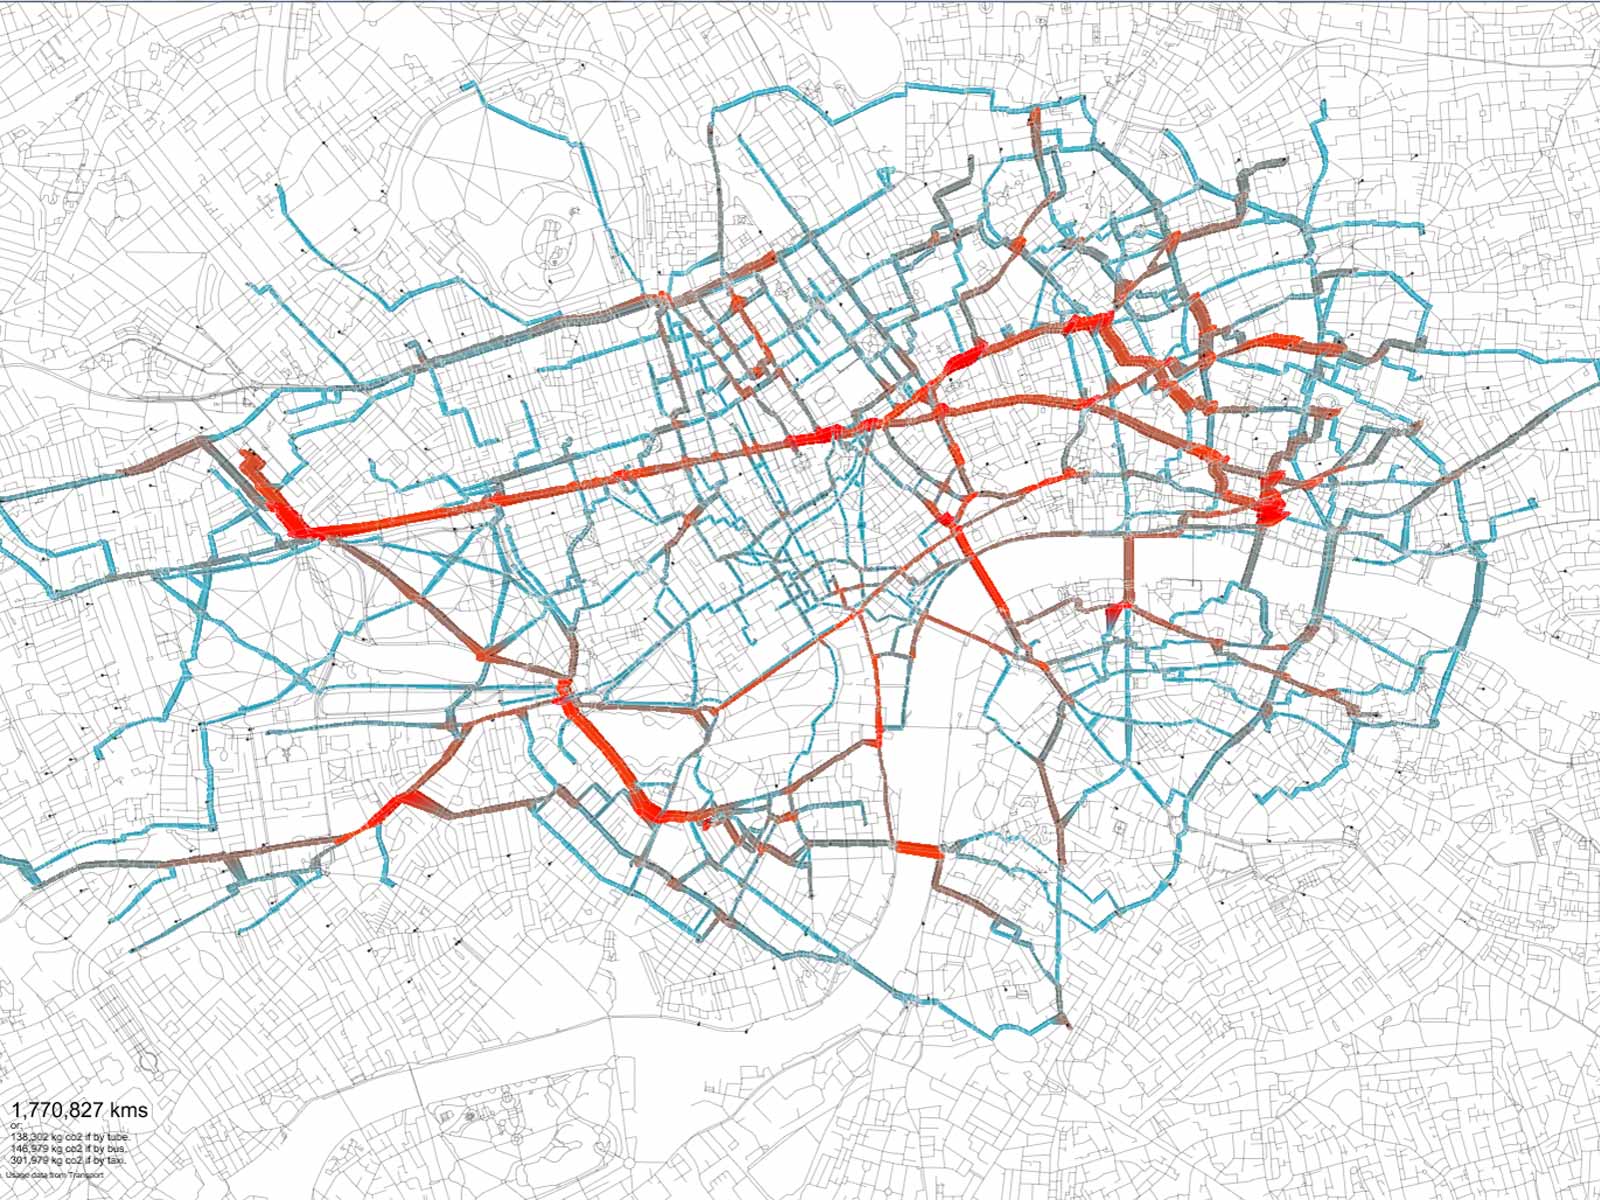 1,770,827 kms
or:
138,302 kg co2 if by tube.
146,979 kg co2 if by bus.
301,979 kg co2 if by taxi.
. Usage data from Transport